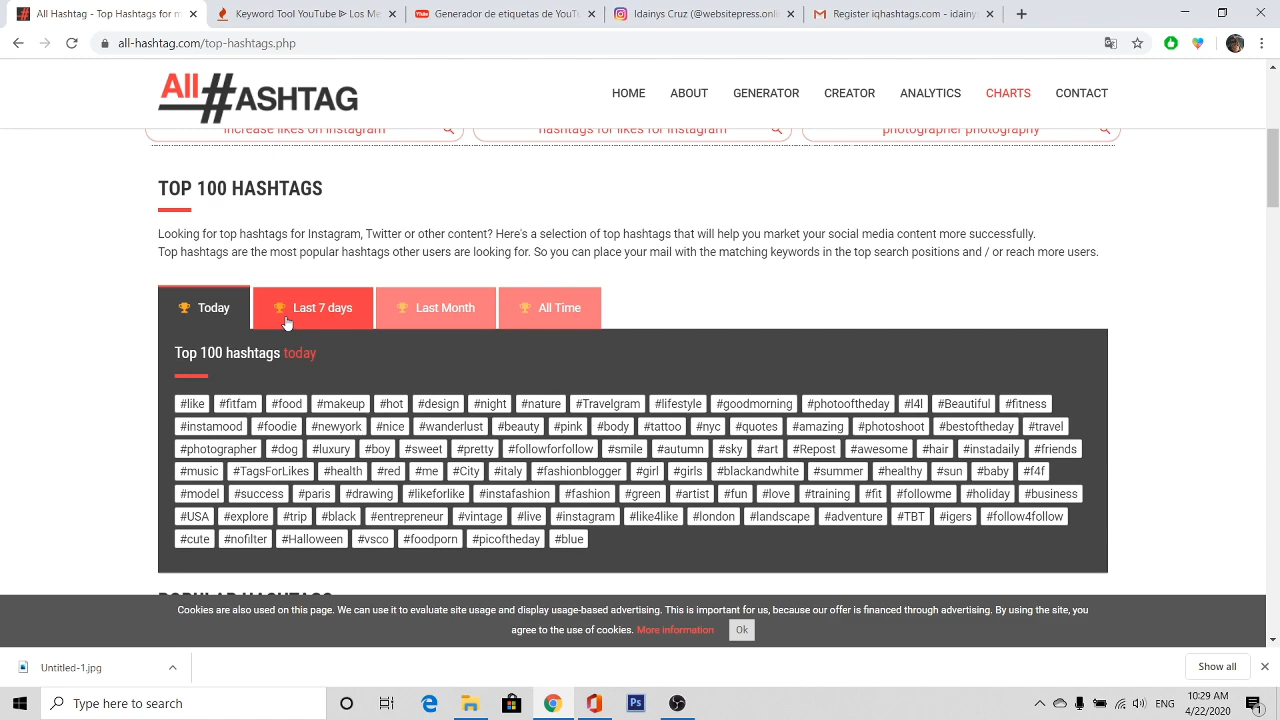 All Hashtag for m
Top Hashtags on YouTu
Generador de etiquetas de YouTu
Idanys Cruz (@wordpress.onli
Register iqhashtag - idanys
all-hashtag.com/top-hashtags.php
All#ASHTAG
HOME ABOUT GENERATOR CREATOR ANALYTICS CHARTS CONTACT
increase likes on instagram hashtags for likes for instagram photographer photography
TOP 100 HASHTAGS
Looking for top hashtags for Instagram, Twitter or other content? Here's a selection of top hashtags that will help you market your social media content more successfully.
Top hashtags are the most popular hashtags other users are looking for. So you can place your mail with the matching keywords in the top search positions and / or reach more users.
Today Last 7 days Last Month All Time
Top 100 hashtags today
#like #fitfam #food #makeup #hot #design #night #nature #Travelgram #lifestyle #goodmorning #photooftheday #l4l #Beautiful #fitness
#instamood #foodie #newyork #nice #wanderlust #beauty #pink #body #tattoo #nyc #quotes #amazing #photoshoot #bestoftheday #travel
#photographer #dog #luxury #boy #sweet #pretty #followforfollow #smile #autumn #sky #art #Repost #awesome #hair #instadaily #friends
#music #TagsForLikes #health #red #me #City #italy #fashionblogger #girl #girls #blackandwhite #summer #healthy #sun #baby #f4f
#model #success #paris #drawing #likeforlike #instafashion #fashion #green #artist #fun #love #training #fit #followme #holiday #business
#USA #explore #trip #black #entrepreneur #vintage #live #instagram #like4like #london #landscape #adventure #TBT #igers #follow4follow
#cute #nofilter #Halloween #vsco #foodporn #picoftheday #blue
POPULAR HASHTAGS
Cookies are also used on this page. We can use it to evaluate site usage and display usage-based advertising. This is important for us, because our offer is financed through advertising. By using the site, you
agree to the use of cookies. More information Ok
Untitled-1.jpg Show all
Type here to search
ENG
10:29 AM
4/22/2020